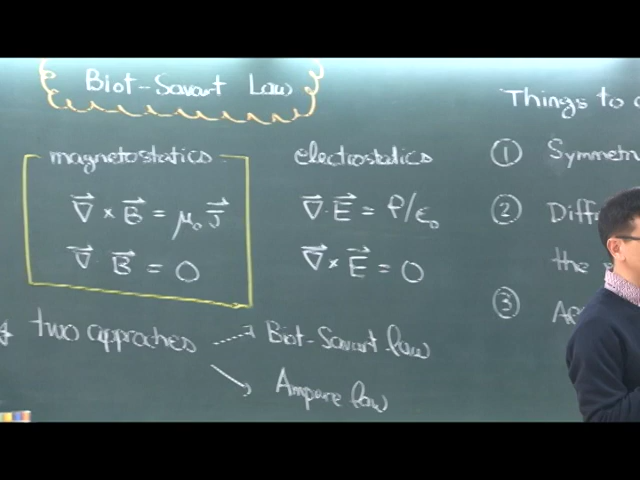 Biot-Savart Law
magnetostatics
∇⃗ × B⃗ = μ₀ J⃗
∇⃗ · B⃗ = 0
electrostatics
∇⃗ · E⃗ = ρ/ε₀
∇⃗ × E⃗ = 0
two approaches
Biot-Savart law
Ampere law
Things to
① Symmetr
② Diff
the
③